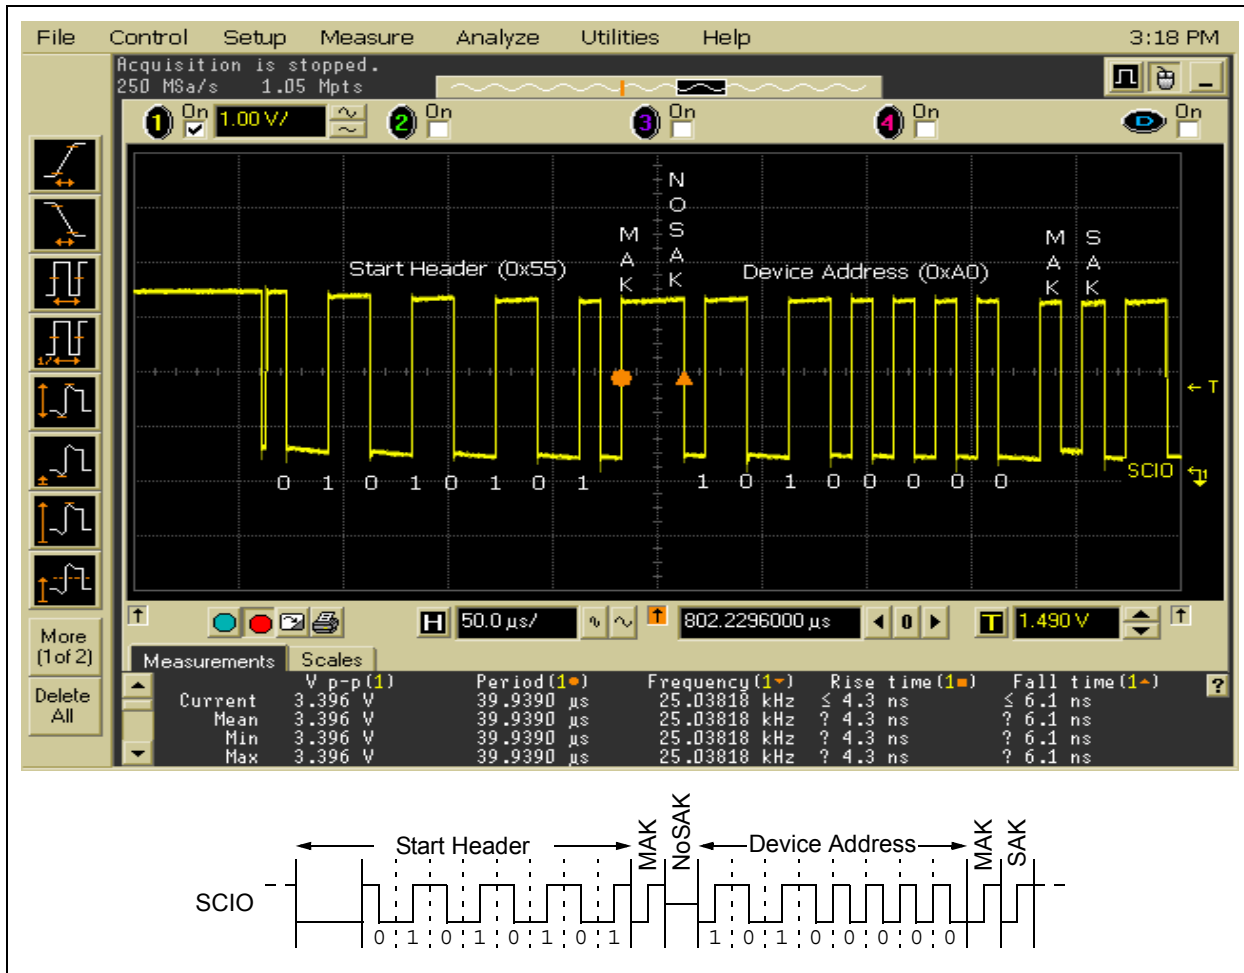 File Control Setup Measure Analyze Utilities Help 3:18 PM
Acquisition is stopped.
250 MSa/s 1.05 Mpts
1 On 1.00 V/ 2 On 3 On 4 On D On
NOSAK
MAK
MAK
SAK
Start Header (0x55)
Device Address (0xA0)
T
SCIO
0 1 0 1 0 1 0 1 1 0 1 0 0 0 0 0
More
(1 of 2)
Delete
All
H 50.0 µs/ 802.2296000 µs 0 T 1.490 V
Measurements Scales
V p-p(1) Period(1) Frequency(1) Rise time(1) Fall time(1) ?
Current 3.396 V 39.9390 µs 25.03818 kHz ≤ 4.3 ns ≤ 6.1 ns
Mean 3.396 V 39.9390 µs 25.03818 kHz ? 4.3 ns ? 6.1 ns
Min 3.396 V 39.9390 µs 25.03818 kHz ? 4.3 ns ? 6.1 ns
Max 3.396 V 39.9390 µs 25.03818 kHz ? 4.3 ns ? 6.1 ns
Start Header MAK NoSAK Device Address MAK SAK
SCIO
0 1 0 1 0 1 0 1 1 0 1 0 0 0 0 0